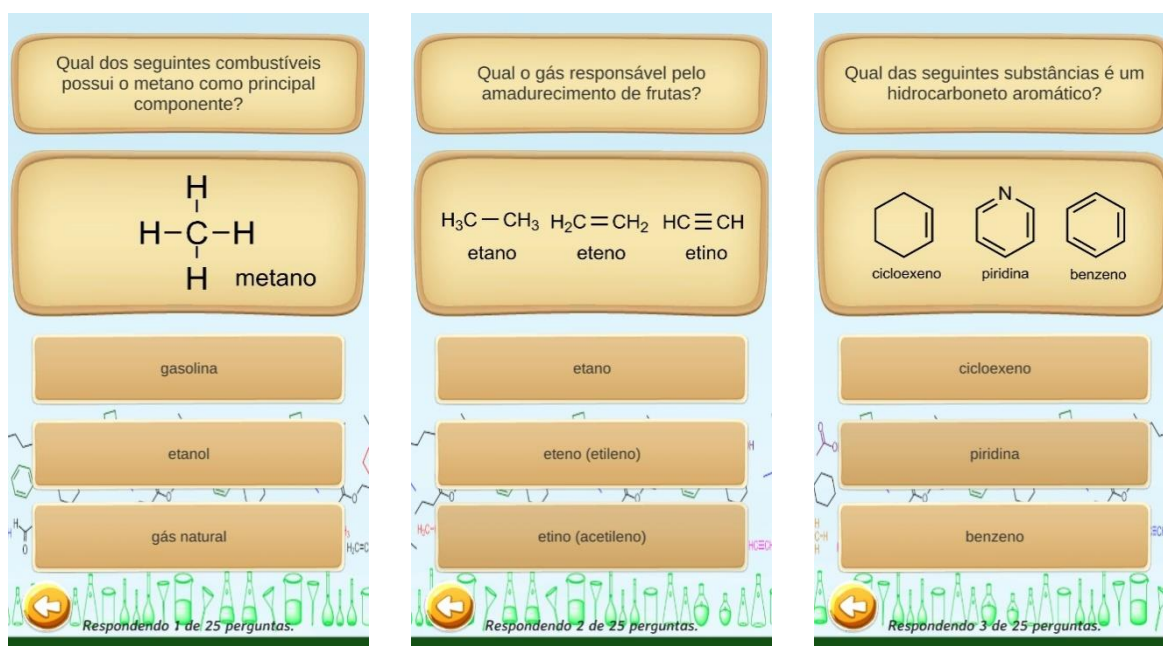 Qual dos seguintes combustíveis
possui o metano como principal
componente?
H
H–C–H
H
metano
gasolina
etanol
gás natural
Respondendo 1 de 25 perguntas.
Qual o gás responsável pelo
amadurecimento de frutas?
H₃C—CH₃ H₂C=CH₂ HC≡CH
etano eteno etino
etano
eteno (etileno)
etino (acetileno)
Respondendo 2 de 25 perguntas.
Qual das seguintes substâncias é um
hidrocarboneto aromático?
N
cicloexeno piridina benzeno
cicloexeno
piridina
benzeno
Respondendo 3 de 25 perguntas.